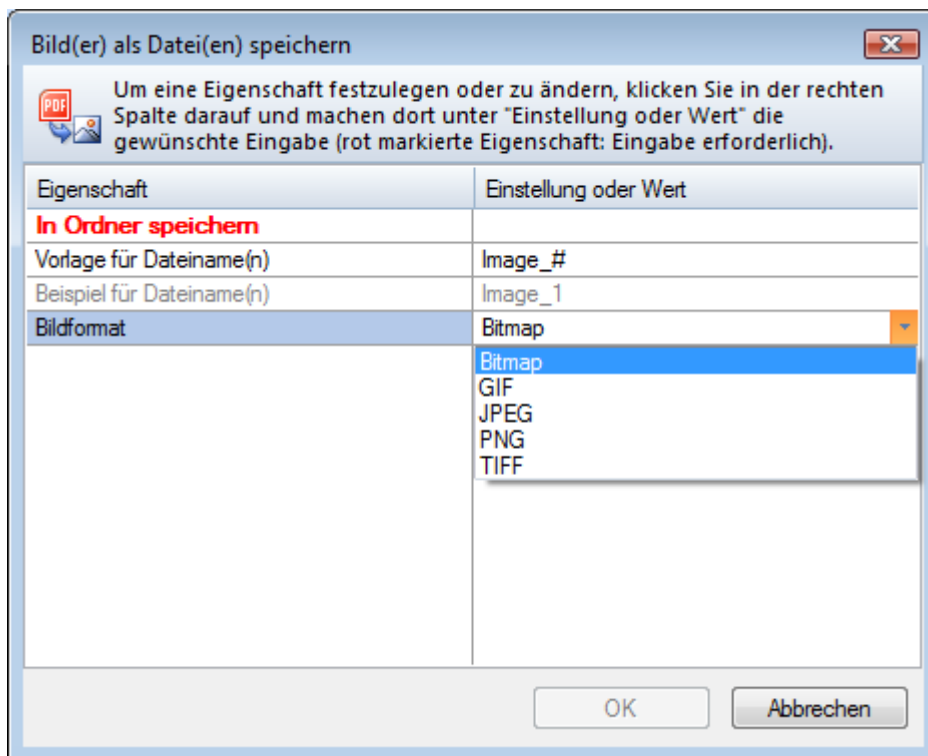 Bild(er) als Datei(en) speichern
PDF
Um eine Eigenschaft festzulegen oder zu ändern, klicken Sie in der rechten
Spalte darauf und machen dort unter "Einstellung oder Wert" die
gewünschte Eingabe (rot markierte Eigenschaft: Eingabe erforderlich).
Eigenschaft Einstellung oder Wert
In Ordner speichern
Vorlage für Dateiname(n) Image_#
Beispiel für Dateiname(n) Image_1
Bildformat Bitmap
Bitmap
GIF
JPEG
PNG
TIFF
OK Abbrechen